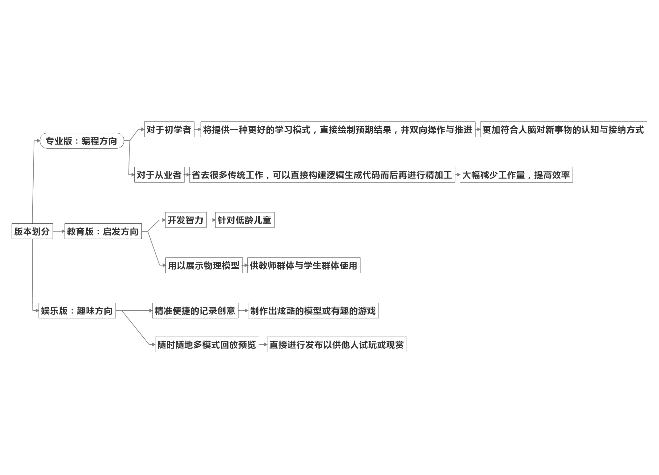 对于初学者
将提供一种更好的学习模式，直接绘制预期结果，并双向操作与推进
更加符合人脑对新事物的认知与接纳方式
专业版：编程方向
对于从业者
省去很多传统工作，可以直接构建逻辑生成代码而后再进行精加工
大幅减少工作量，提高效率
开发智力
针对低龄儿童
版本划分
教育版：启发方向
用以展示物理模型
供教师群体与学生群体使用
娱乐版：趣味方向
精准便捷的记录创意
制作出炫酷的模型或有趣的游戏
随时随地多模式回放预览
直接进行发布以供他人试玩或观赏